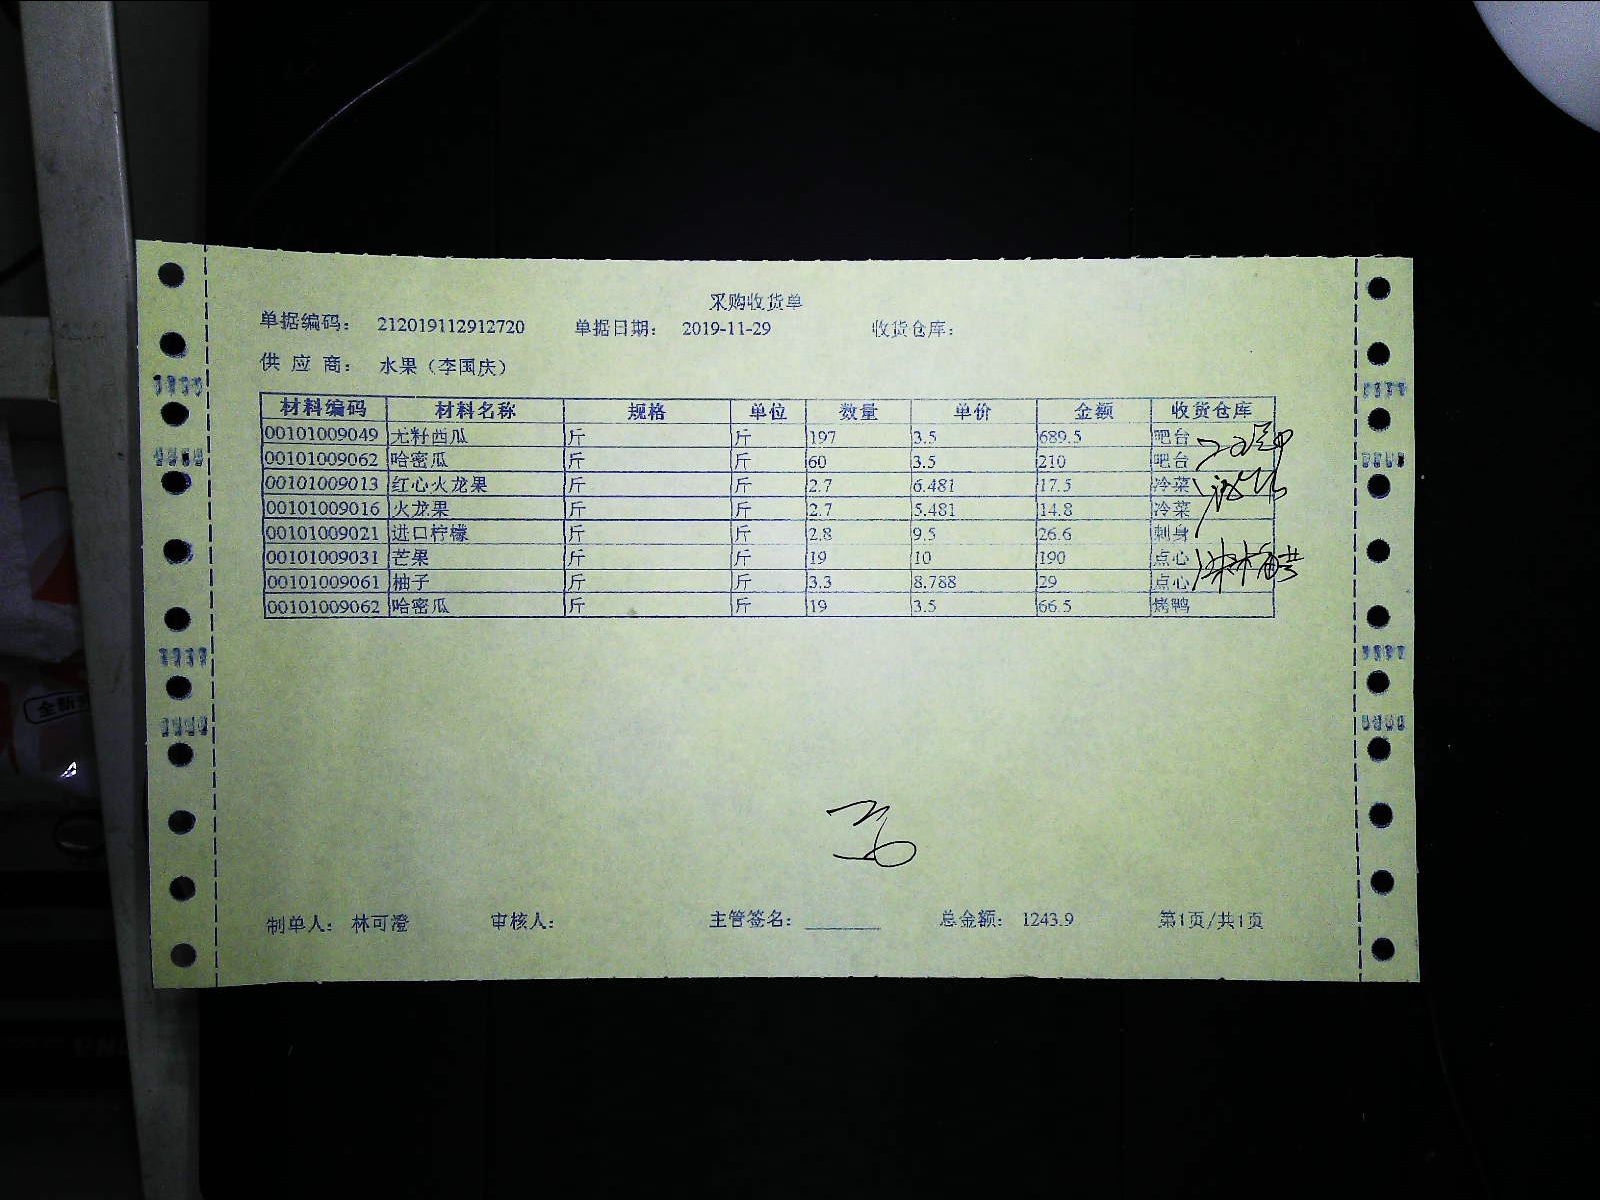 采购收货单
单据编码： 212019112912720 单据日期： 2019-11-29 收货仓库：
供 应 商： 水果（李国庆）
材料编码 材料名称 规格 单位 数量 单价 金额 收货仓库
00101009049 无籽西瓜 斤 斤 197 3.5 689.5 吧台
00101009062 哈密瓜 斤 斤 60 3.5 210 吧台
00101009013 红心火龙果 斤 斤 2.7 6.481 17.5 冷菜
00101009016 火龙果 斤 斤 2.7 5.481 14.8 冷菜
00101009021 进口柠檬 斤 斤 2.8 9.5 26.6 刺身
00101009031 芒果 斤 斤 19 10 190 点心
00101009061 柚子 斤 斤 3.3 8.788 29 点心
00101009062 哈密瓜 斤 斤 19 3.5 66.5 烤鸭
制单人： 林可澄 审核人： 主管签名： 总金额： 1243.9 第1页/共1页